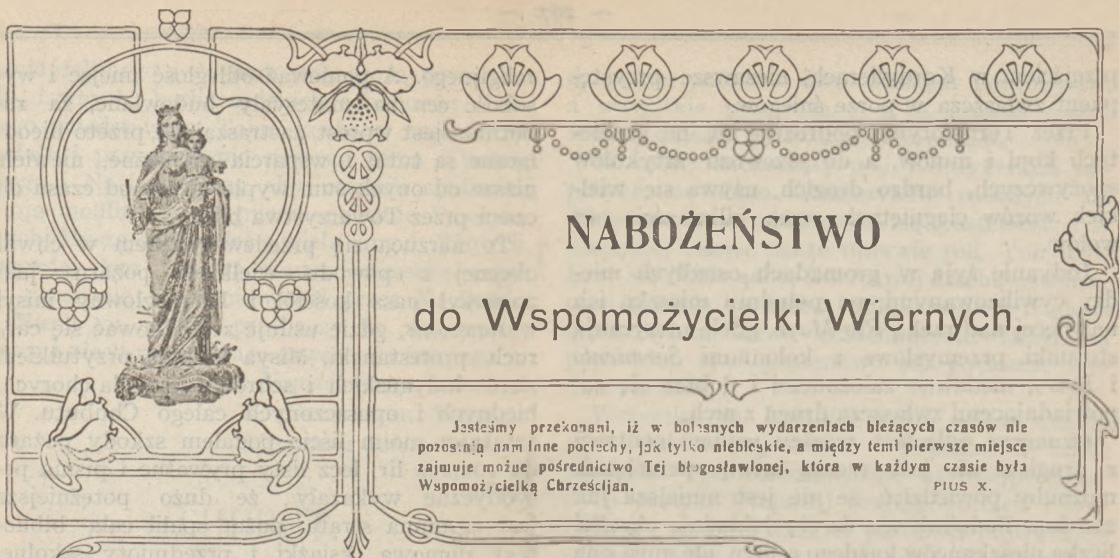 NABOŻEŃSTWO
do Wspomożycielki Wiernych.
Jesteśmy przekonani, iż w bolesnych wydarzeniach bieżących czasów nie
pozostają nam inne pociechy, jak tylko niebieskie, a między temi pierwsze miejsce
zajmuje możne pośrednictwo Tej błogosławionej, która w każdym czasie była
Wspomożycielką Chrześcijan. PIUS X.